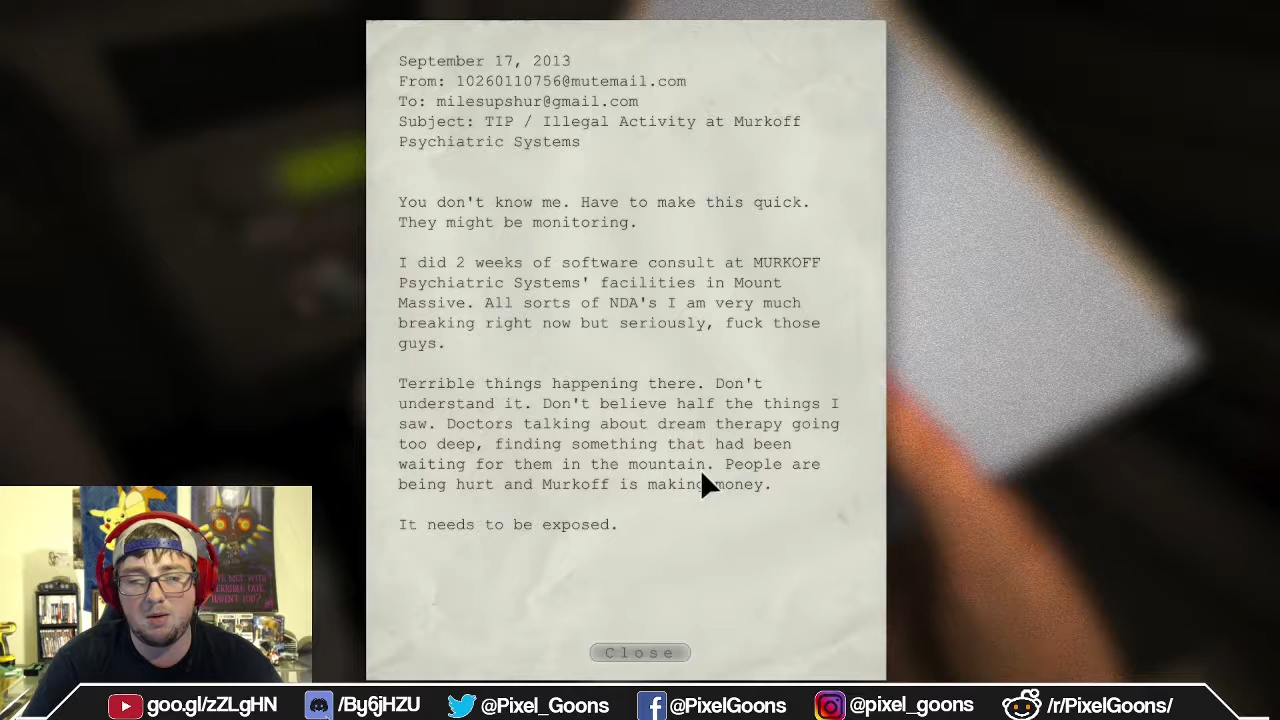 September 17, 2013
From: 10260110756@mutemail.com
To: milesupshur@gmail.com
Subject: TIP / Illegal Activity at Murkoff
Psychiatric Systems
You don't know me. Have to make this quick.
They might be monitoring.
I did 2 weeks of software consult at MURKOFF
Psychiatric Systems' facilities in Mount
Massive. All sorts of NDA's I am very much
breaking right now but seriously, fuck those
guys.
Terrible things happening there. Don't
understand it. Don't believe half the things I
saw. Doctors talking about dream therapy going
too deep, finding something that had been
waiting for them in the mountain. People are
being hurt and Murkoff is making money.
It needs to be exposed.
Close
MET WITH
TERRIBLE FATE
HAVEN'T YOU?
goo.gl/zZLgHN
/By6jHZU
@Pixel_Goons
@PixelGoons
@pixel_goons
/r/PixelGoons/